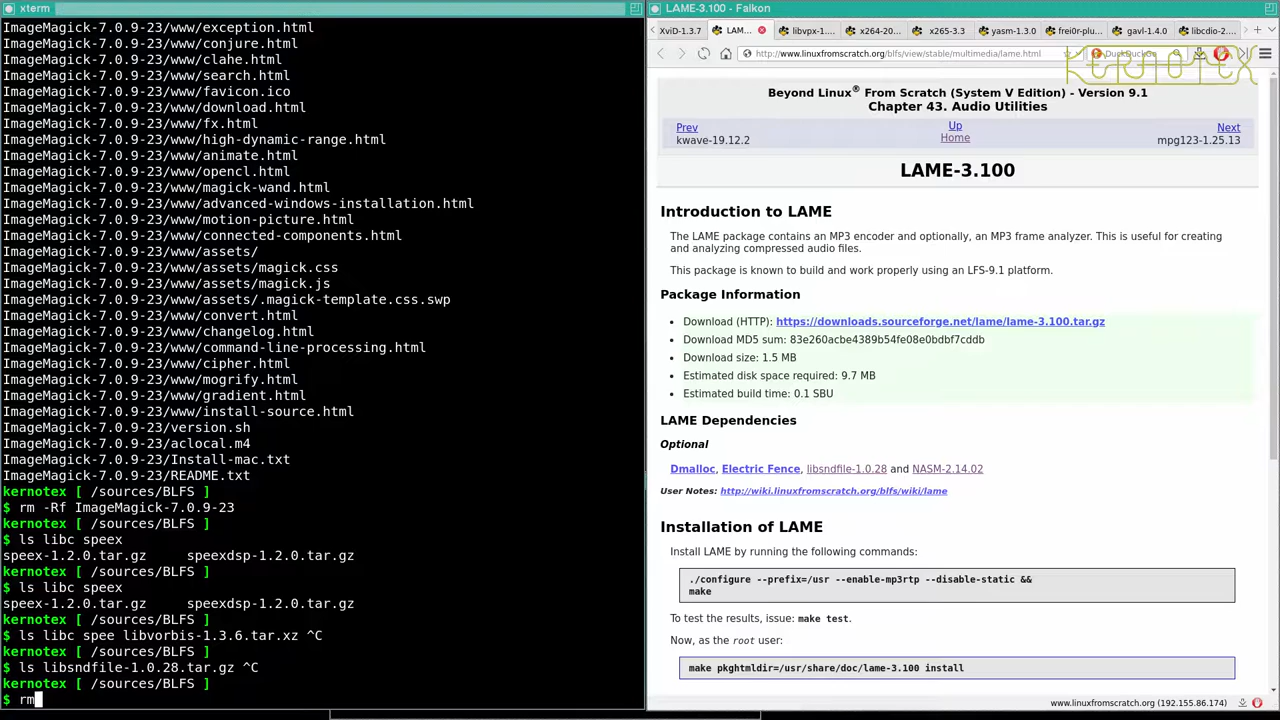 xterm
ImageMagick-7.0.9-23/www/exception.html
ImageMagick-7.0.9-23/www/conjure.html
ImageMagick-7.0.9-23/www/clahe.html
ImageMagick-7.0.9-23/www/search.html
ImageMagick-7.0.9-23/www/favicon.ico
ImageMagick-7.0.9-23/www/download.html
ImageMagick-7.0.9-23/www/fx.html
ImageMagick-7.0.9-23/www/high-dynamic-range.html
ImageMagick-7.0.9-23/www/animate.html
ImageMagick-7.0.9-23/www/opencl.html
ImageMagick-7.0.9-23/www/magick-wand.html
ImageMagick-7.0.9-23/www/advanced-windows-installation.html
ImageMagick-7.0.9-23/www/motion-picture.html
ImageMagick-7.0.9-23/www/connected-components.html
ImageMagick-7.0.9-23/www/assets/
ImageMagick-7.0.9-23/www/assets/magick.css
ImageMagick-7.0.9-23/www/assets/magick.js
ImageMagick-7.0.9-23/www/assets/.magick-template.css.swp
ImageMagick-7.0.9-23/www/convert.html
ImageMagick-7.0.9-23/www/changelog.html
ImageMagick-7.0.9-23/www/command-line-processing.html
ImageMagick-7.0.9-23/www/cipher.html
ImageMagick-7.0.9-23/www/mogrify.html
ImageMagick-7.0.9-23/www/gradient.html
ImageMagick-7.0.9-23/www/install-source.html
ImageMagick-7.0.9-23/version.sh
ImageMagick-7.0.9-23/aclocal.m4
ImageMagick-7.0.9-23/Install-mac.txt
ImageMagick-7.0.9-23/README.txt
kernotex [ /sources/BLFS ]
$ rm -Rf ImageMagick-7.0.9-23
kernotex [ /sources/BLFS ]
$ ls libc speex
speex-1.2.0.tar.gz     speexdsp-1.2.0.tar.gz
kernotex [ /sources/BLFS ]
$ ls libc speex
speex-1.2.0.tar.gz     speexdsp-1.2.0.tar.gz
kernotex [ /sources/BLFS ]
$ ls libc spee libvorbis-1.3.6.tar.xz ^C
kernotex [ /sources/BLFS ]
$ ls libsndfile-1.0.28.tar.gz ^C
kernotex [ /sources/BLFS ]
$ rm
LAME-3.100 - Falkon
XviD-1.3.7 LAM... libvpx-1.... x264-20... x265-3.3 yasm-1.3.0 frei0r-plu... gavl-1.4.0 libcdio-2....
http://www.linuxfromscratch.org/blfs/view/stable/multimedia/lame.html DuckDuckGo
KERNOTEX
Beyond Linux® From Scratch (System V Edition) - Version 9.1
Chapter 43. Audio Utilities
Prev Up Next
kwave-19.12.2 Home mpg123-1.25.13
LAME-3.100
Introduction to LAME
The LAME package contains an MP3 encoder and optionally, an MP3 frame analyzer. This is useful for creating
and analyzing compressed audio files.
This package is known to build and work properly using an LFS-9.1 platform.
Package Information
• Download (HTTP): https://downloads.sourceforge.net/lame/lame-3.100.tar.gz
• Download MD5 sum: 83e260acbe4389b54fe08e0bdbf7cddb
• Download size: 1.5 MB
• Estimated disk space required: 9.7 MB
• Estimated build time: 0.1 SBU
LAME Dependencies
Optional
Dmalloc, Electric Fence, libsndfile-1.0.28 and NASM-2.14.02
User Notes: http://wiki.linuxfromscratch.org/blfs/wiki/lame
Installation of LAME
Install LAME by running the following commands:
./configure --prefix=/usr --enable-mp3rtp --disable-static &&
make
To test the results, issue: make test.
Now, as the root user:
make pkghtmldir=/usr/share/doc/lame-3.100 install
www.linuxfromscratch.org (192.155.86.174)